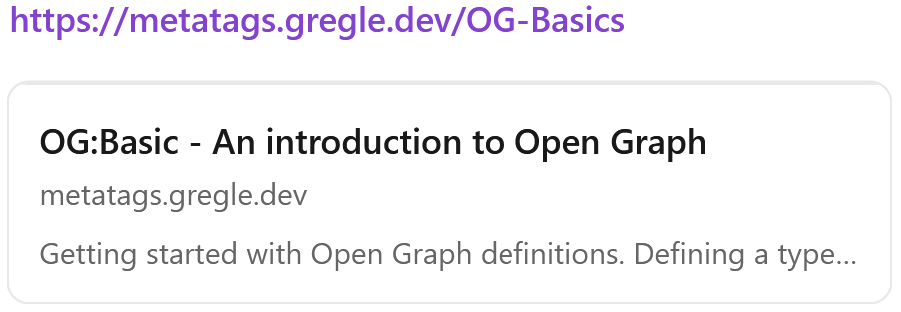 https://metatags.gregle.dev/OG-Basics
OG:Basic - An introduction to Open Graph
metatags.gregle.dev
Getting started with Open Graph definitions. Defining a type...